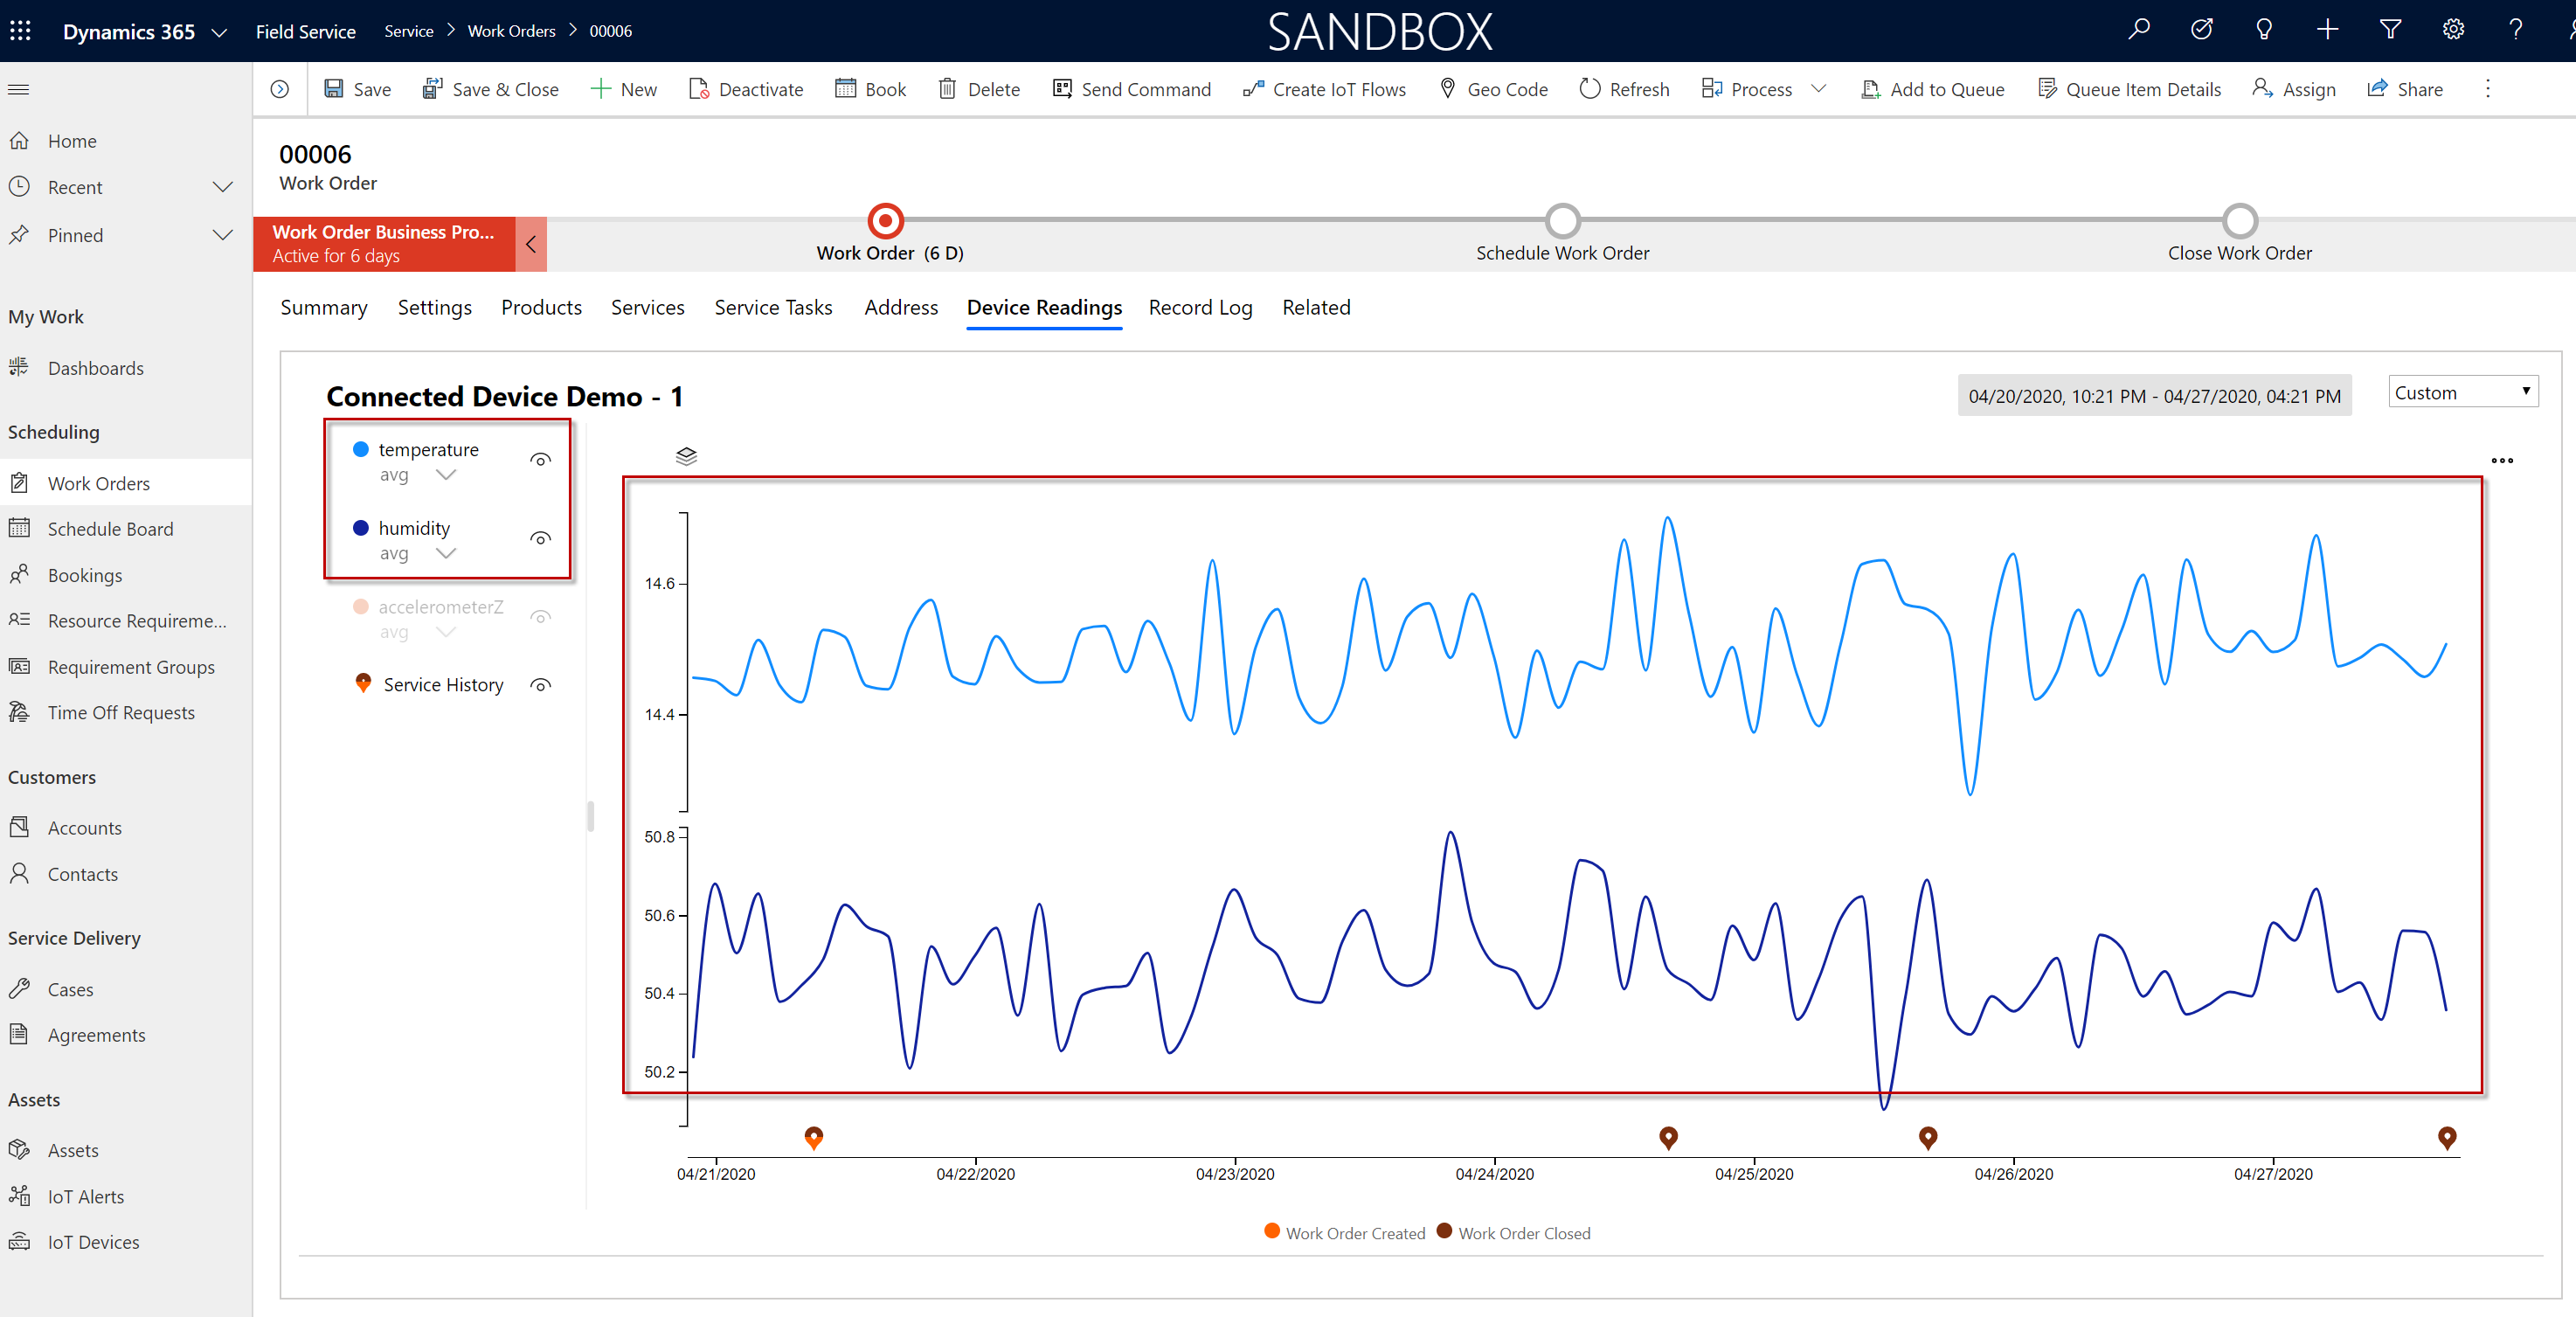 Dynamics 365 Field Service Service > Work Orders > 00006 SANDBOX ?
Save Save & Close New Deactivate Book Delete Send Command Create IoT Flows Geo Code Refresh Process Add to Queue Queue Item Details Assign Share
Home
Recent
Pinned
My Work
Dashboards
Scheduling
Work Orders
Schedule Board
Bookings
Resource Requireme...
Requirement Groups
Time Off Requests
Customers
Accounts
Contacts
Service Delivery
Cases
Agreements
Assets
Assets
IoT Alerts
IoT Devices
00006
Work Order
Work Order Business Pro...
Active for 6 days
Work Order (6 D)
Schedule Work Order
Close Work Order
Summary Settings Products Services Service Tasks Address Device Readings Record Log Related
Connected Device Demo - 1
04/20/2020, 10:21 PM - 04/27/2020, 04:21 PM
Custom
temperature
avg
humidity
avg
accelerometerZ
avg
Service History
14.6
14.4
50.8
50.6
50.4
50.2
04/21/2020 04/22/2020 04/23/2020 04/24/2020 04/25/2020 04/26/2020 04/27/2020
Work Order Created Work Order Closed